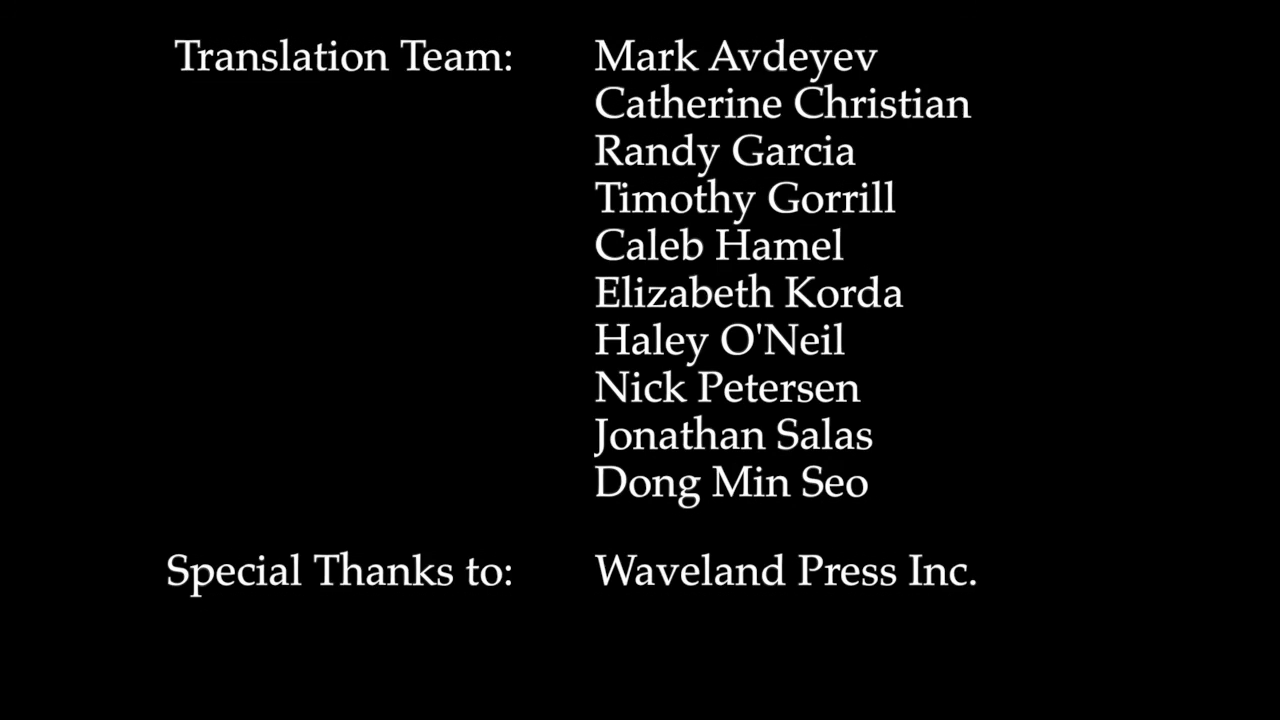 Translation Team: Mark Avdeyev
Catherine Christian
Randy Garcia
Timothy Gorrill
Caleb Hamel
Elizabeth Korda
Haley O'Neil
Nick Petersen
Jonathan Salas
Dong Min Seo
Special Thanks to: Waveland Press Inc.